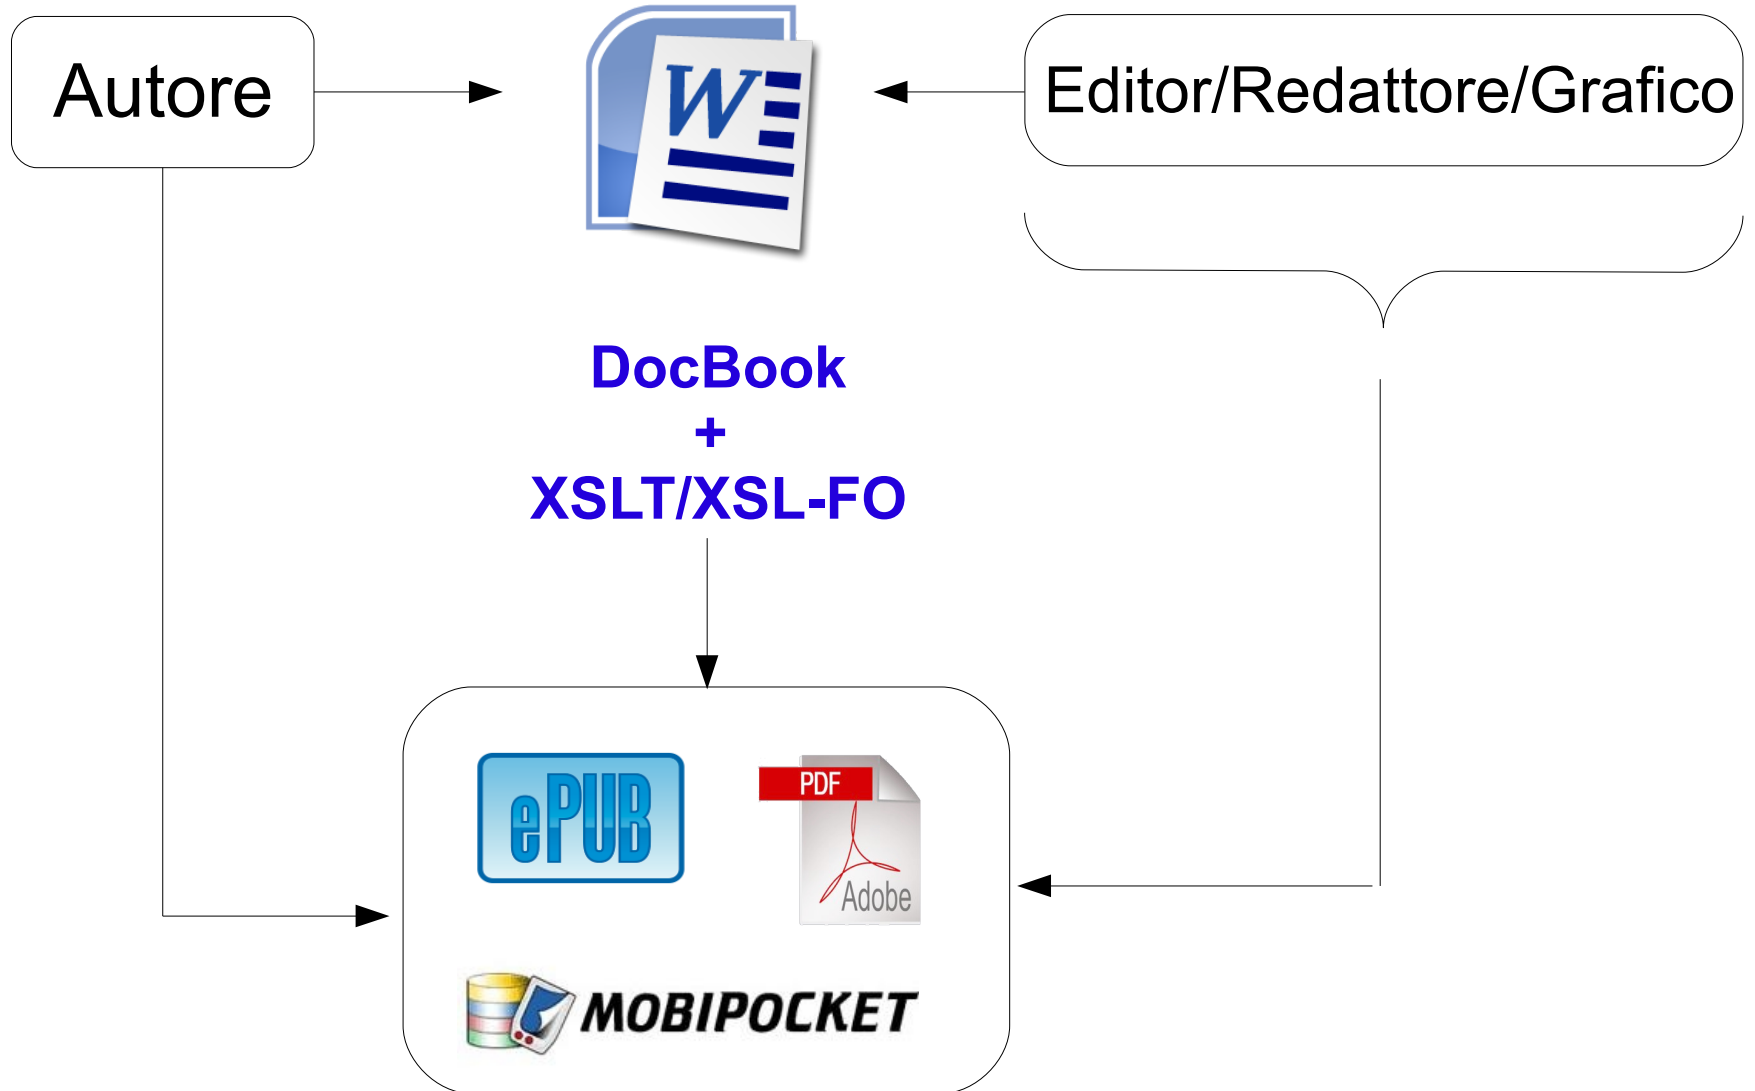 Autore
W
Editor/Redattore/Grafico
DocBook
+
XSLT/XSL-FO
ePUB
PDF
Adobe
MOBIPOCKET